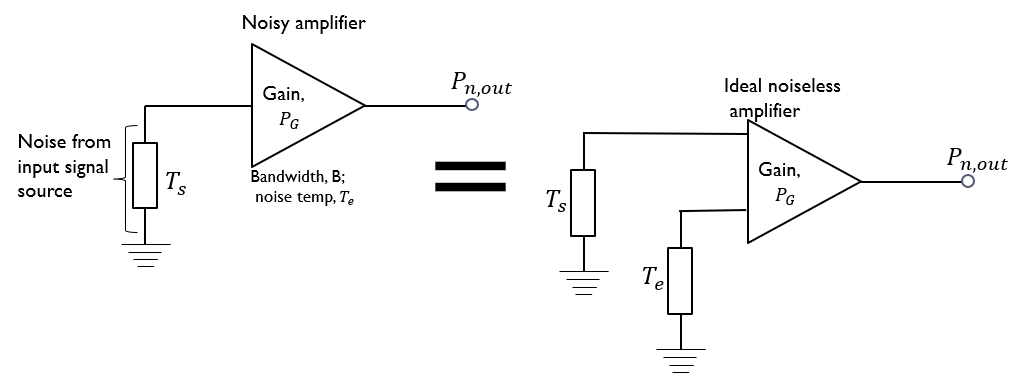 Noisy amplifier
Gain,
P_G
P_{n,out}
Noise from
input signal
source
T_s
Bandwidth, B;
noise temp, T_e
Ideal noiseless
amplifier
Gain,
P_G
P_{n,out}
T_s
T_e